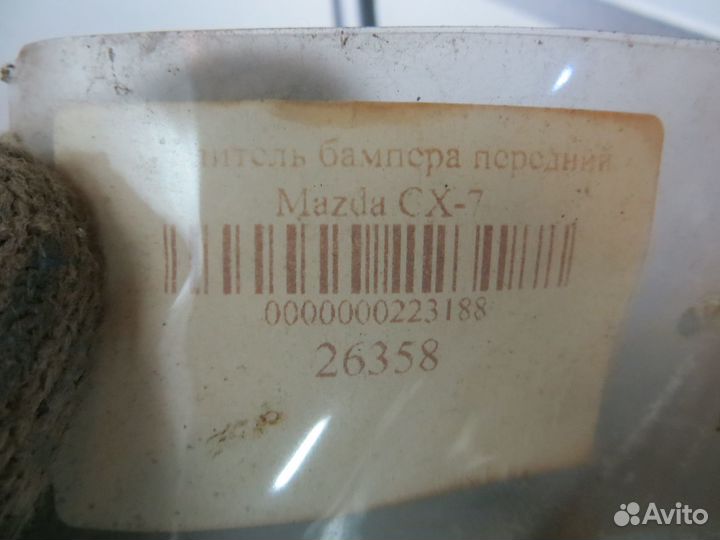 бампера передний
Mazda CX-7
0000000223188
26358
Avito